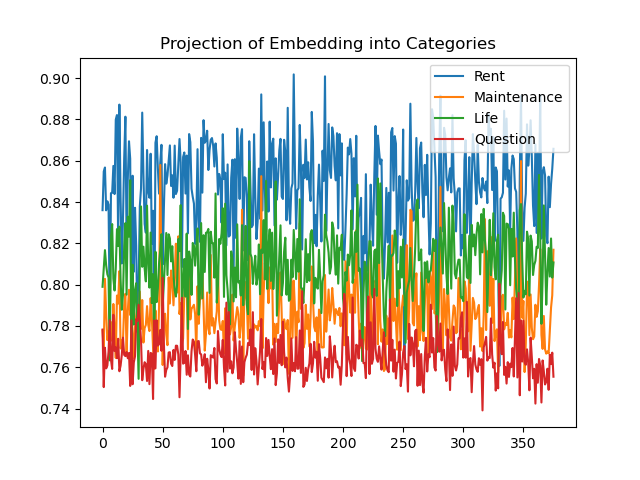 Projection of Embedding into Categories
Rent
Maintenance
Life
Question
0.90
0.88
0.86
0.84
0.82
0.80
0.78
0.76
0.74
0 50 100 150 200 250 300 350